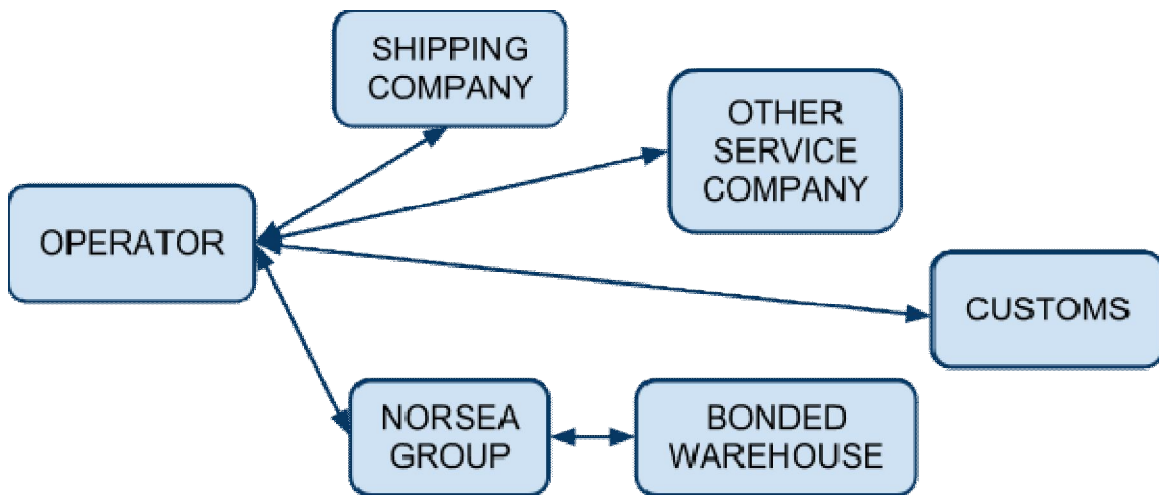 SHIPPING
COMPANY
OTHER
SERVICE
COMPANY
OPERATOR
CUSTOMS
NORSEA
GROUP
BONDED
WAREHOUSE